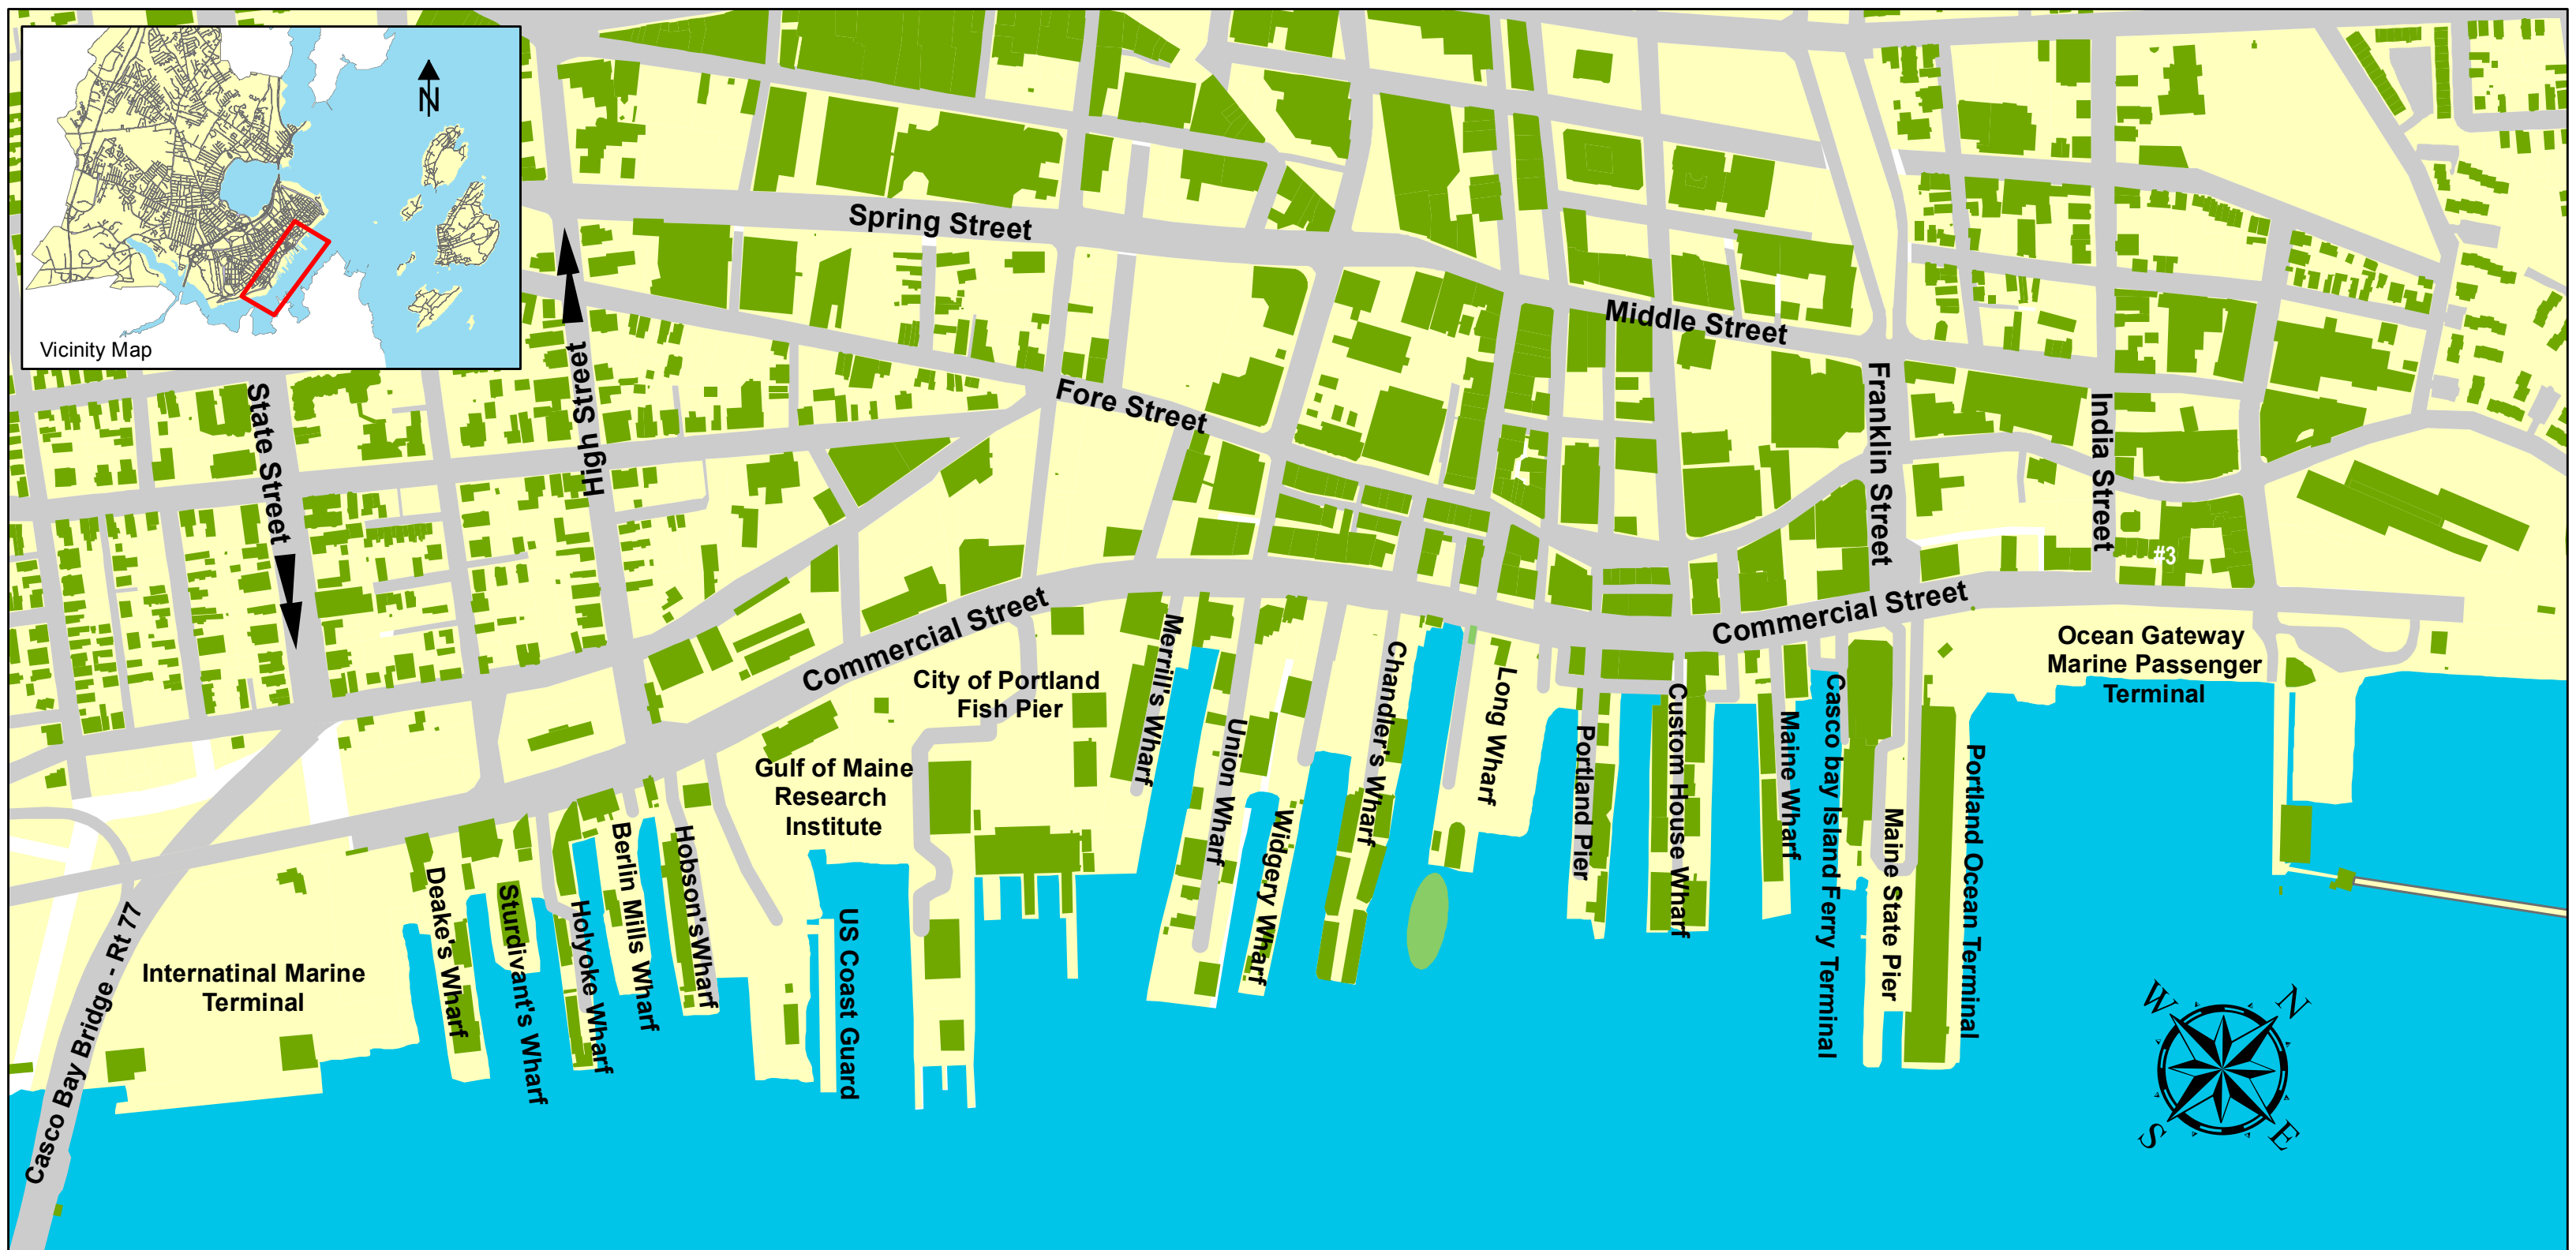 N
Vicinity Map
Spring Street
Middle Street
Fore Street
State Street
High Street
Franklin Street
India Street
#3
Commercial Street
Commercial Street
Ocean Gateway
Marine Passenger
Terminal
City of Portland
Fish Pier
Gulf of Maine
Research
Institute
Internatinal Marine
Terminal
Casco Bay Bridge - Rt 77
Deake's Wharf
Sturdivant's Wharf
Holyoke Wharf
Berlin Mills Wharf
Hobson'sWharf
US Coast Guard
Merrill's Wharf
Union Wharf
Widgery Wharf
Chandler's Wharf
Long Wharf
Portland Pier
Custom House Wharf
Maine Wharf
Casco bay Island Ferry Terminal
Maine State Pier
Portland Ocean Terminal
W
N
S
E